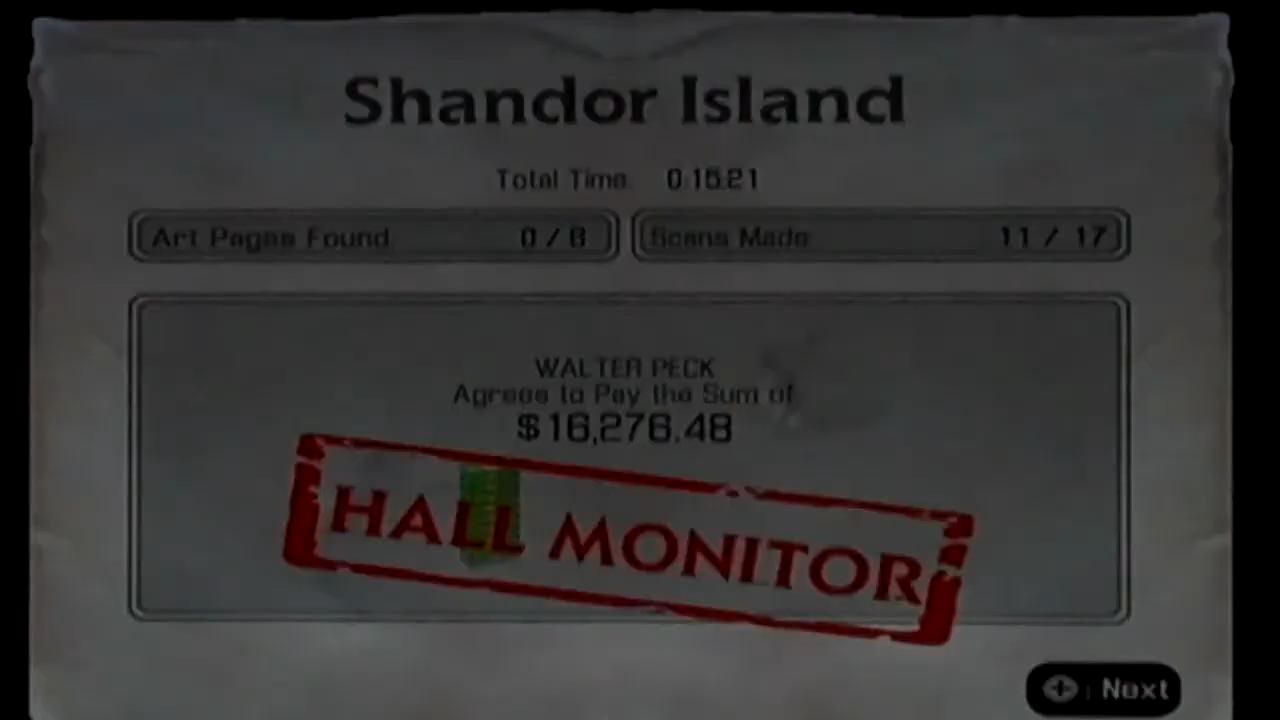 Shandor Island
Total Time: 0:15:21
Art Pages Found 0 / 8
Scans Made 11 / 17
WALTER PECK
Agrees to Pay the Sum of
$16,276.48
HALL MONITOR
: Next